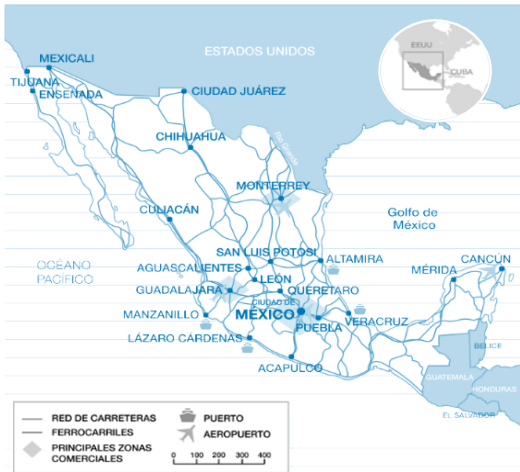 EEUU
CUBA
ESTADOS UNIDOS
MEXICALI
TIJUANA
ENSEÑADA
CIUDAD JUÁREZ
CHIHUAHUA
Río Grande
MONTERREY
CULIACÁN
Golfo de
México
SAN LUIS POTOSI
ALTAMIRA
CANCÚN
OCÉANO
PACÍFICO
AGUASCALIENTES
MÉRIDA
LEÓN
GUADALAJARA
QUERÉTARO
CIUDAD DE
MÉXICO
MANZANILLO
PUEBLA
VERACRUZ
LÁZARO CÁRDENAS
BELICE
ACAPULCO
GUATEMALA
HONDURAS
EL SALVADOR
RED DE CARRETERAS
FERROCARRILES
PRINCIPALES ZONAS
COMERCIALES
PUERTO
AEROPUERTO
0 100 200 300 400